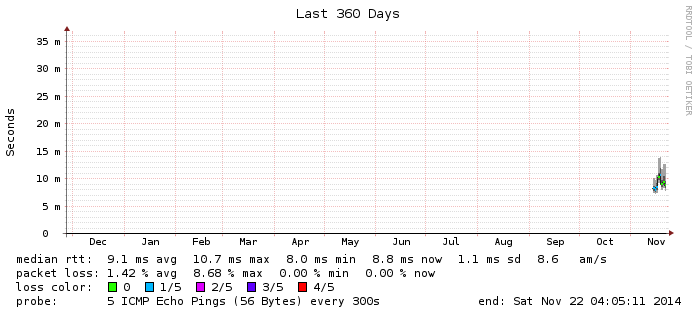 Last 360 Days
RRDTOOL / TOBI OETIKER
Seconds
35 m
30 m
25 m
20 m
15 m
10 m
5 m
0
Dec Jan Feb Mar Apr May Jun Jul Aug Sep Oct Nov
median rtt: 9.1 ms avg 10.7 ms max 8.0 ms min 8.8 ms now 1.1 ms sd 8.6 am/s
packet loss: 1.42 % avg 8.68 % max 0.00 % min 0.00 % now
loss color: 0 1/5 2/5 3/5 4/5
probe: 5 ICMP Echo Pings (56 Bytes) every 300s end: Sat Nov 22 04:05:11 2014